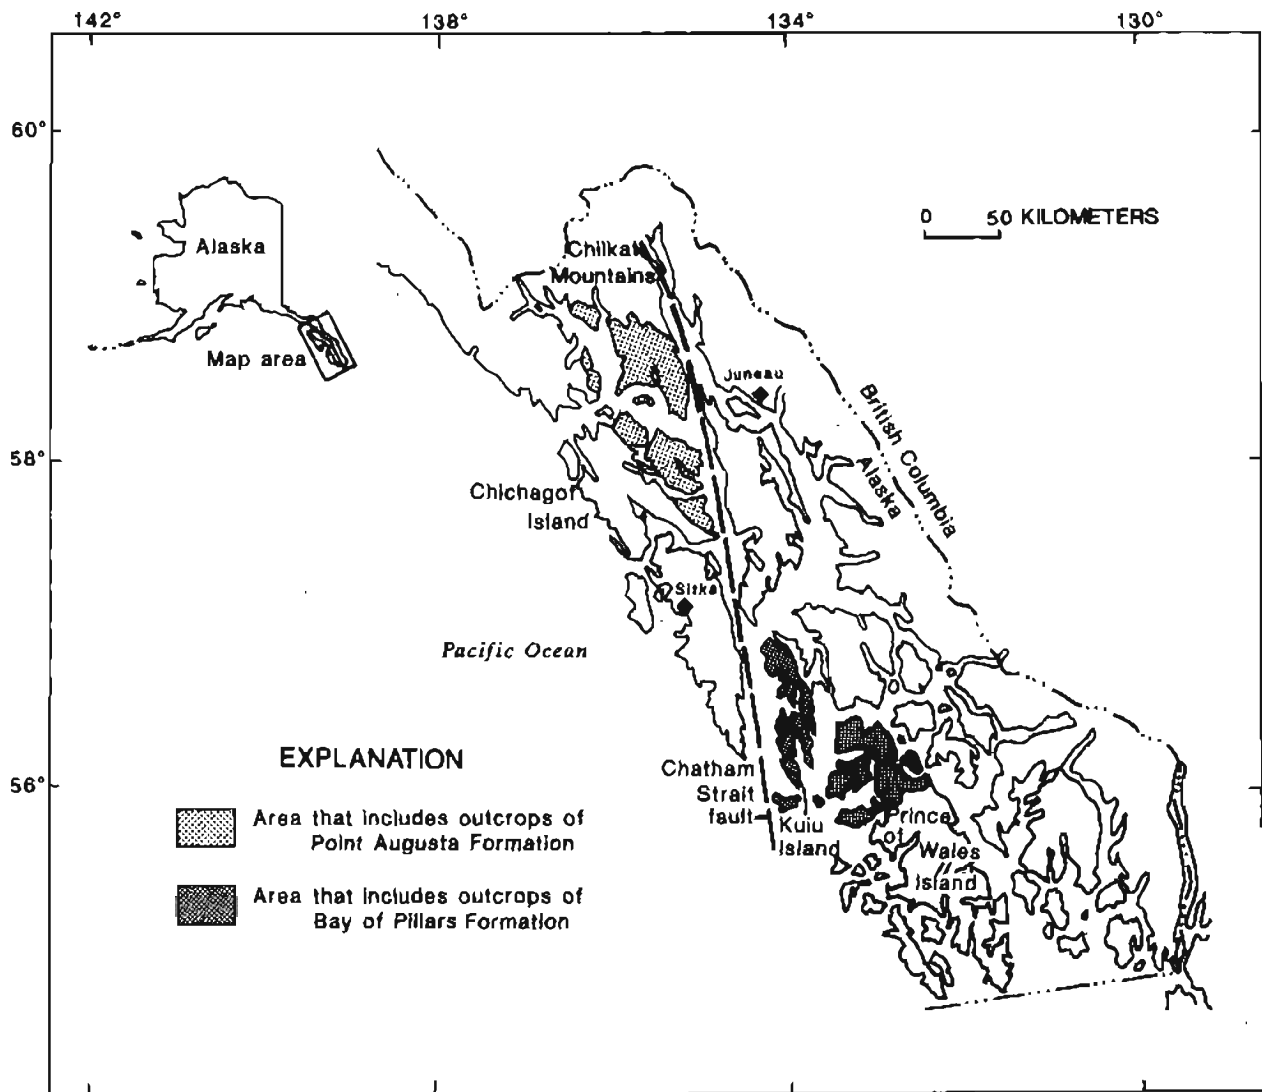 142° 138° 134° 130°
60°
58°
56°
0 50 KILOMETERS
Alaska
Map area
Chilkat
Mountains
Juneau
British Columbia
Alaska
Chichagof
Island
Sitka
Pacific Ocean
EXPLANATION
Area that includes outcrops of
Point Augusta Formation
Area that includes outcrops of
Bay of Pillars Formation
Chatham
Strait
fault
Kuiu
Island
Prince
of
Wales
Island